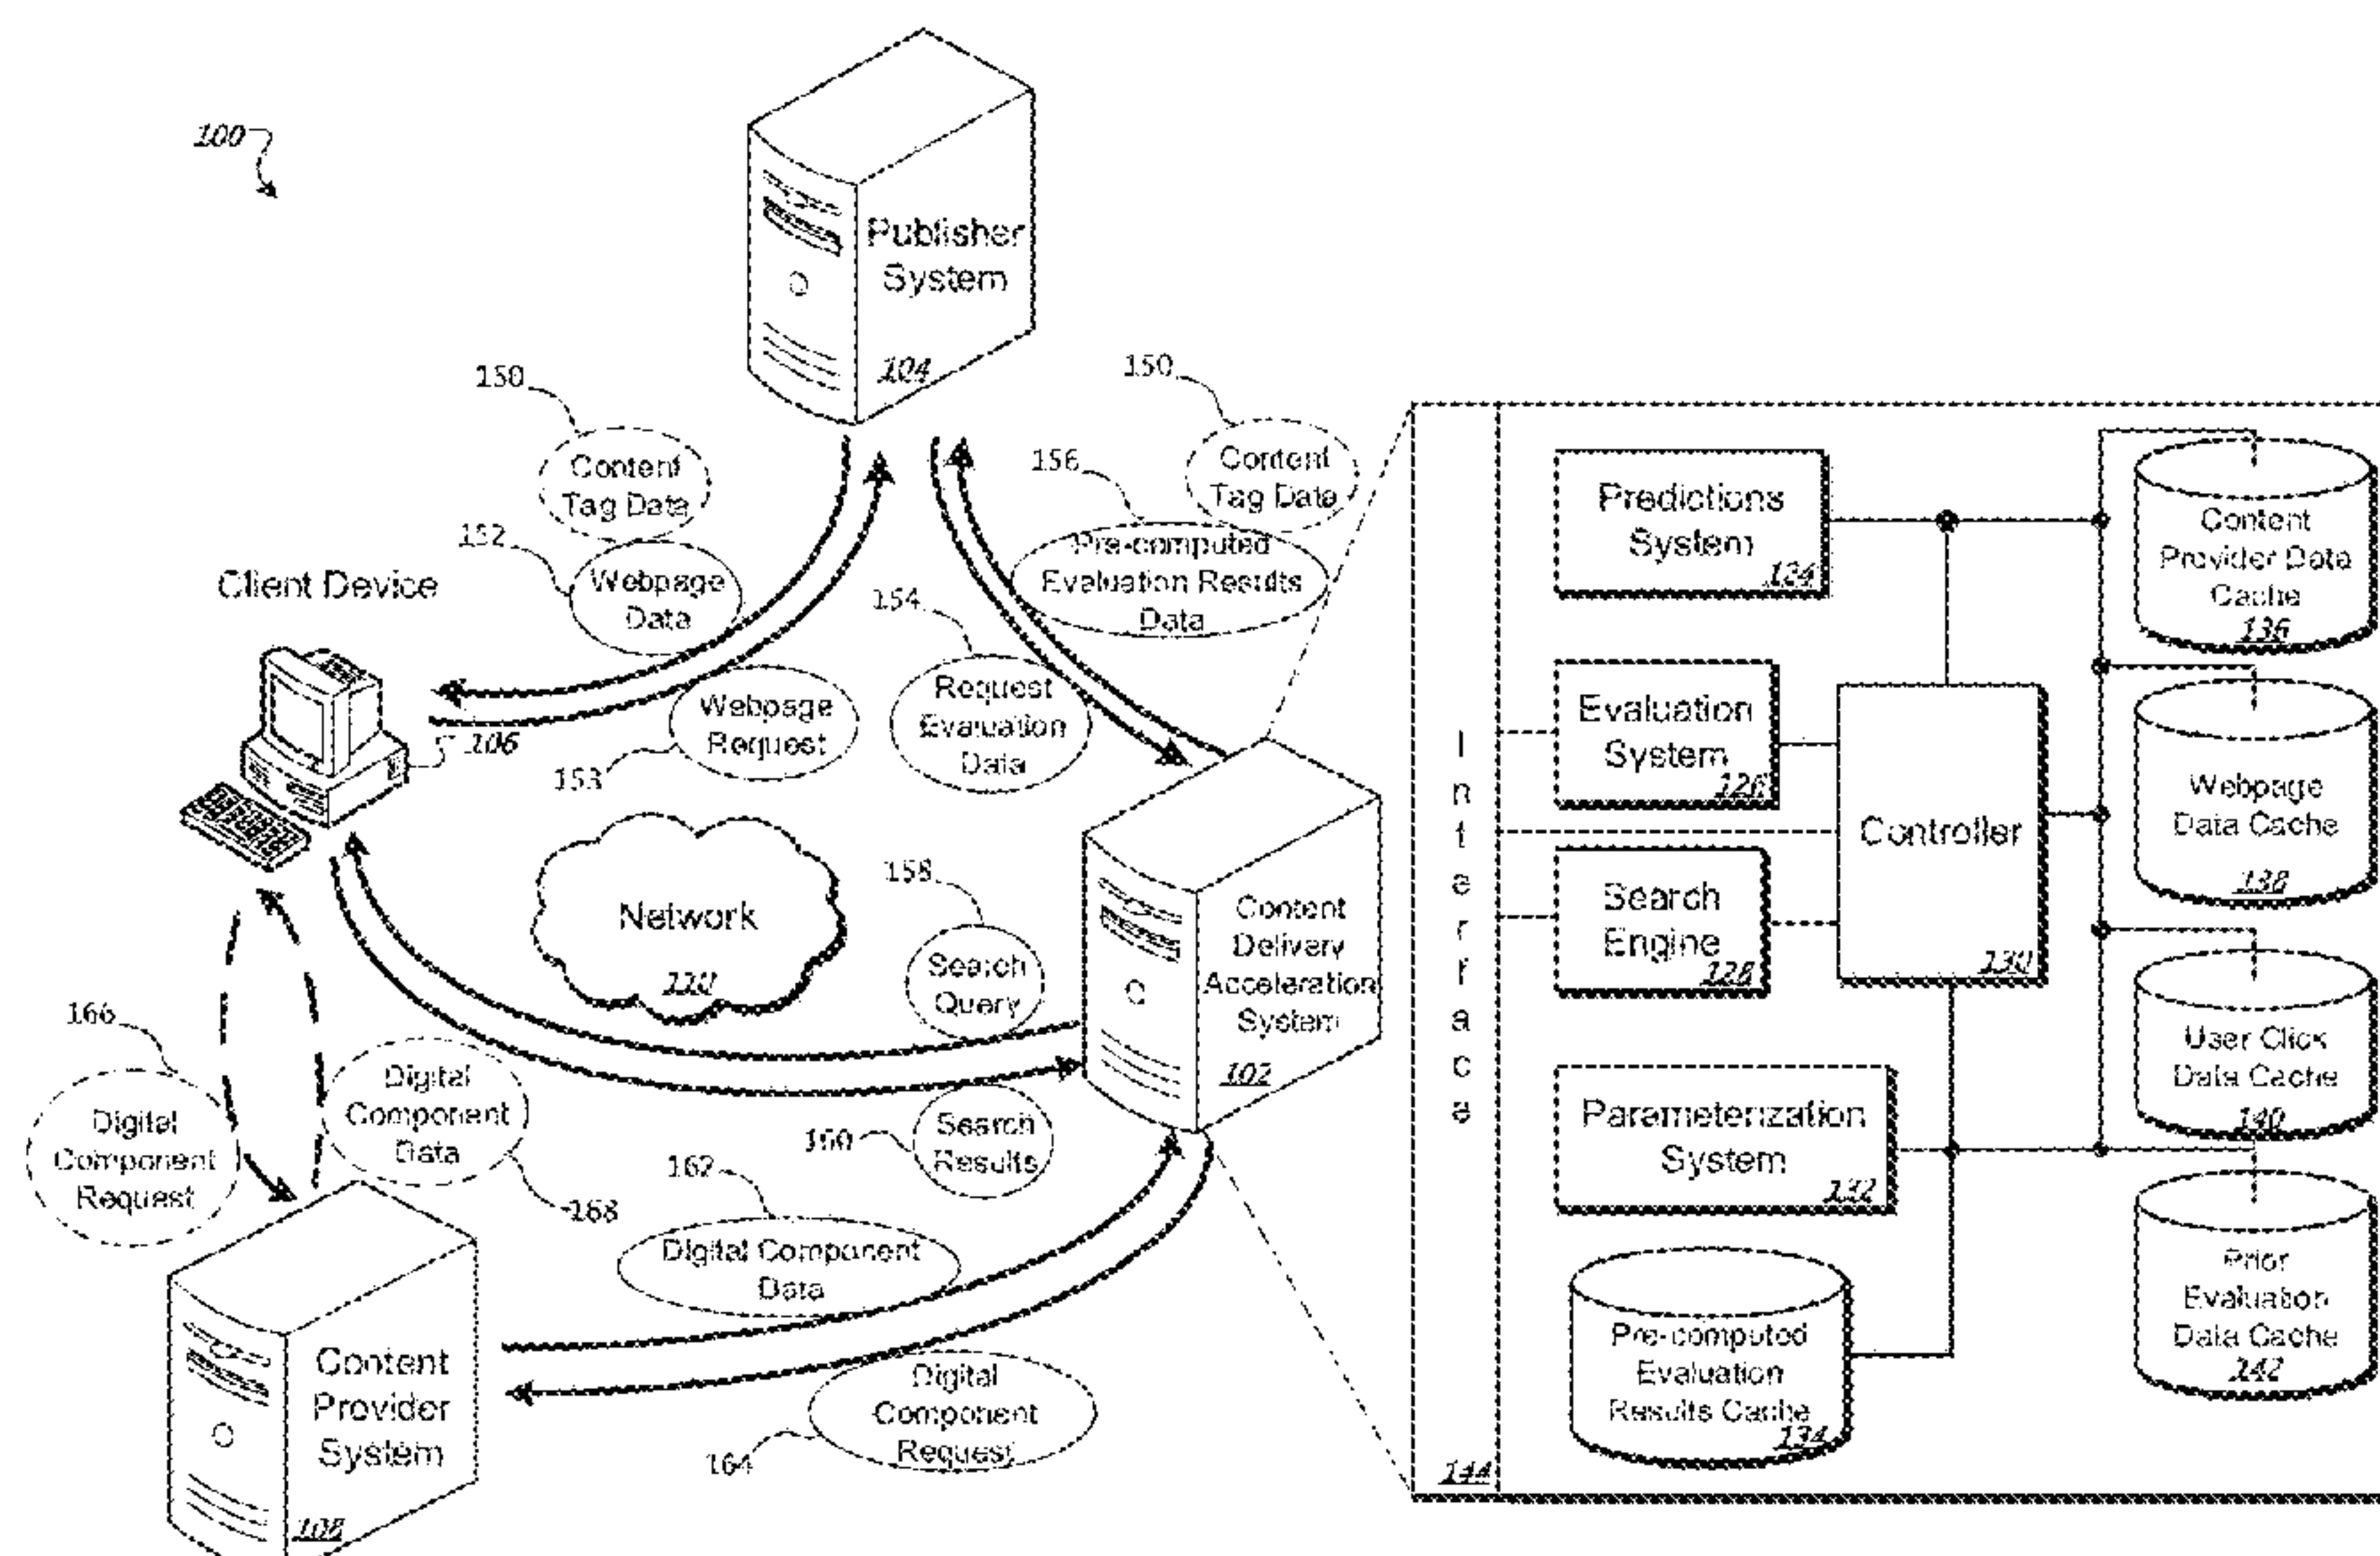 100
Publisher
System
104
150
Content
Tag Data
152
Webpage
Data
Client Device
106
Webpage
Request
153
150
Content
Tag Data
156
Pre-computed
Evaluation Results
Data
154
Request
Evaluation
Data
Network
110
158
Search
Query
Content
Delivery
Acceleration
System
102
160
Search
Results
166
Digital
Component
Request
Digital
Component
Data
168
162
Digital Component
Data
Digital
Component
Request
164
Content
Provider
System
108
Interface
144
Predictions
System
124
Evaluation
System
126
Search
Engine
128
Controller
130
Parameterization
System
132
Pre-computed
Evaluation
Results Cache
134
Content
Provider Data
Cache
136
Webpage
Data Cache
138
User Click
Data Cache
140
Prior
Evaluation
Data Cache
142